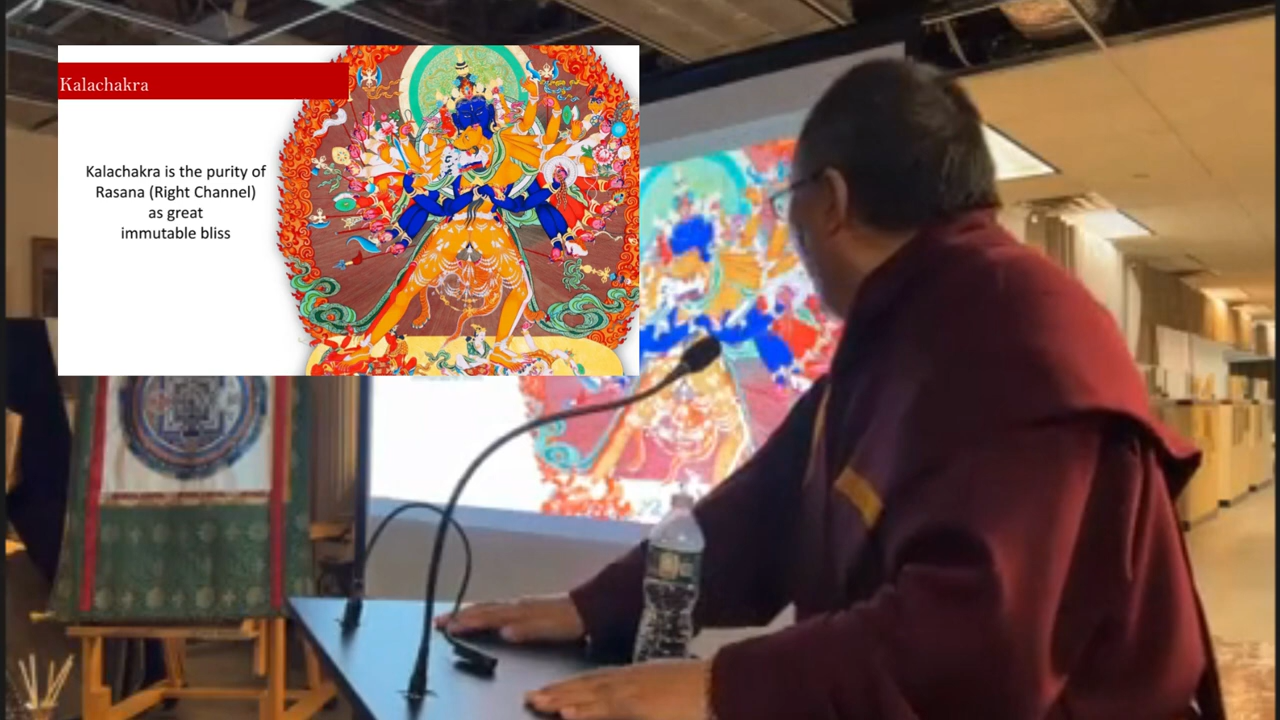 Kalachakra
Kalachakra is the purity of
Rasana (Right Channel)
as great
immutable bliss